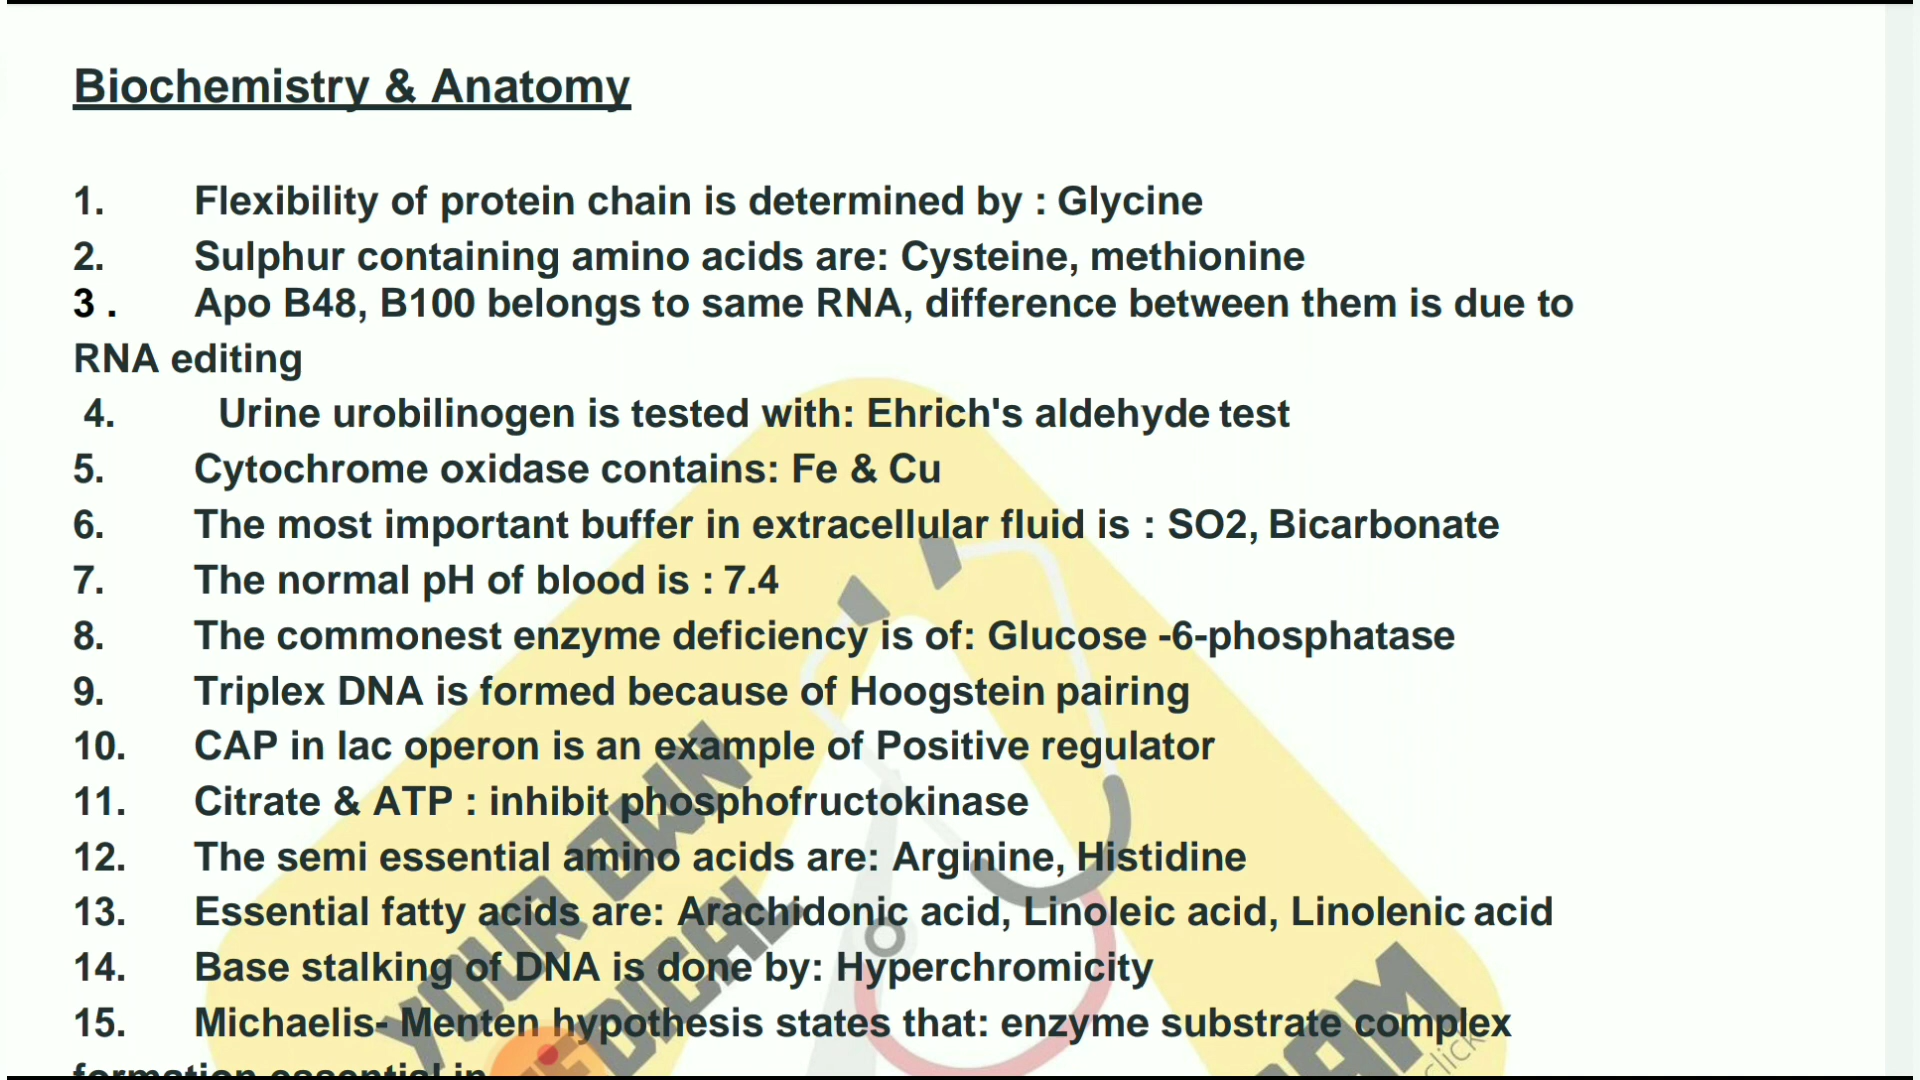 Biochemistry & Anatomy
1. Flexibility of protein chain is determined by : Glycine
2. Sulphur containing amino acids are: Cysteine, methionine
3 . Apo B48, B100 belongs to same RNA, difference between them is due to
RNA editing
4. Urine urobilinogen is tested with: Ehrich's aldehyde test
5. Cytochrome oxidase contains: Fe & Cu
6. The most important buffer in extracellular fluid is : SO2, Bicarbonate
7. The normal pH of blood is : 7.4
8. The commonest enzyme deficiency is of: Glucose -6-phosphatase
9. Triplex DNA is formed because of Hoogstein pairing
10. CAP in lac operon is an example of Positive regulator
11. Citrate & ATP : inhibit phosphofructokinase
12. The semi essential amino acids are: Arginine, Histidine
13. Essential fatty acids are: Arachidonic acid, Linoleic acid, Linolenic acid
14. Base stalking of DNA is done by: Hyperchromicity
15. Michaelis- Menten hypothesis states that: enzyme substrate complex
formation essential in
YOUR OWN
click